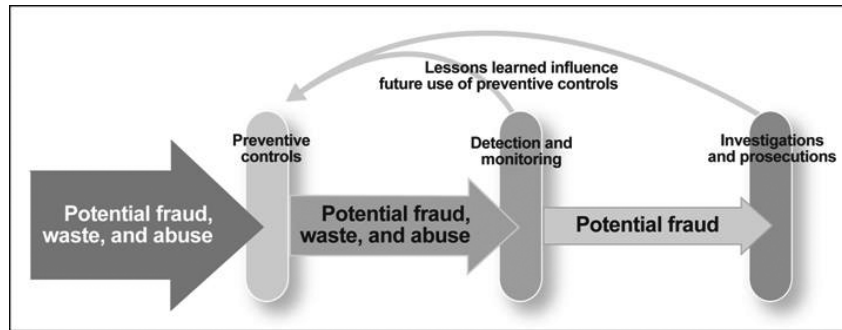 Lessons learned influence
future use of preventive controls
Preventive
controls
Detection and
monitoring
Investigations
and prosecutions
Potential fraud,
waste, and abuse
Potential fraud,
waste, and abuse
Potential fraud